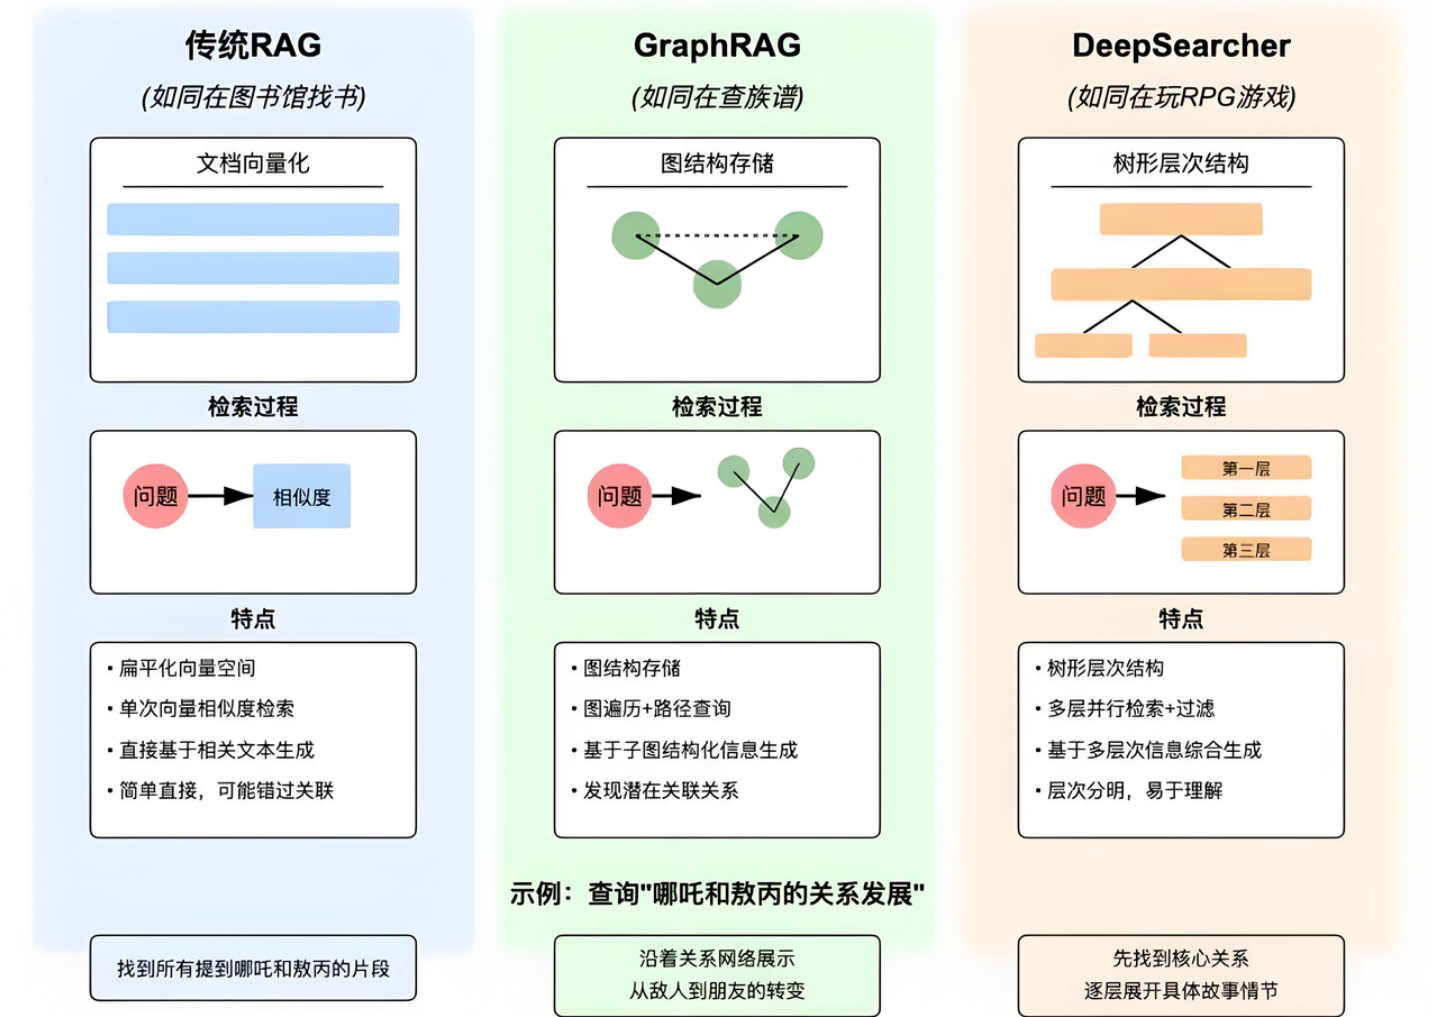 传统RAG
(如同在图书馆找书)
文档向量化
检索过程
问题
相似度
特点
• 扁平化向量空间
• 单次向量相似度检索
• 直接基于相关文本生成
• 简单直接，可能错过关联
找到所有提到哪吒和敖丙的片段
GraphRAG
(如同在查族谱)
图结构存储
检索过程
问题
特点
• 图结构存储
• 图遍历+路径查询
• 基于子图结构化信息生成
• 发现潜在关联关系
示例：查询"哪吒和敖丙的关系发展"
沿着关系网络展示
从敌人到朋友的转变
DeepSearcher
(如同在玩RPG游戏)
树形层次结构
检索过程
问题
第一层
第二层
第三层
特点
• 树形层次结构
• 多层并行检索+过滤
• 基于多层次信息综合生成
• 层次分明，易于理解
先找到核心关系
逐层展开具体故事情节